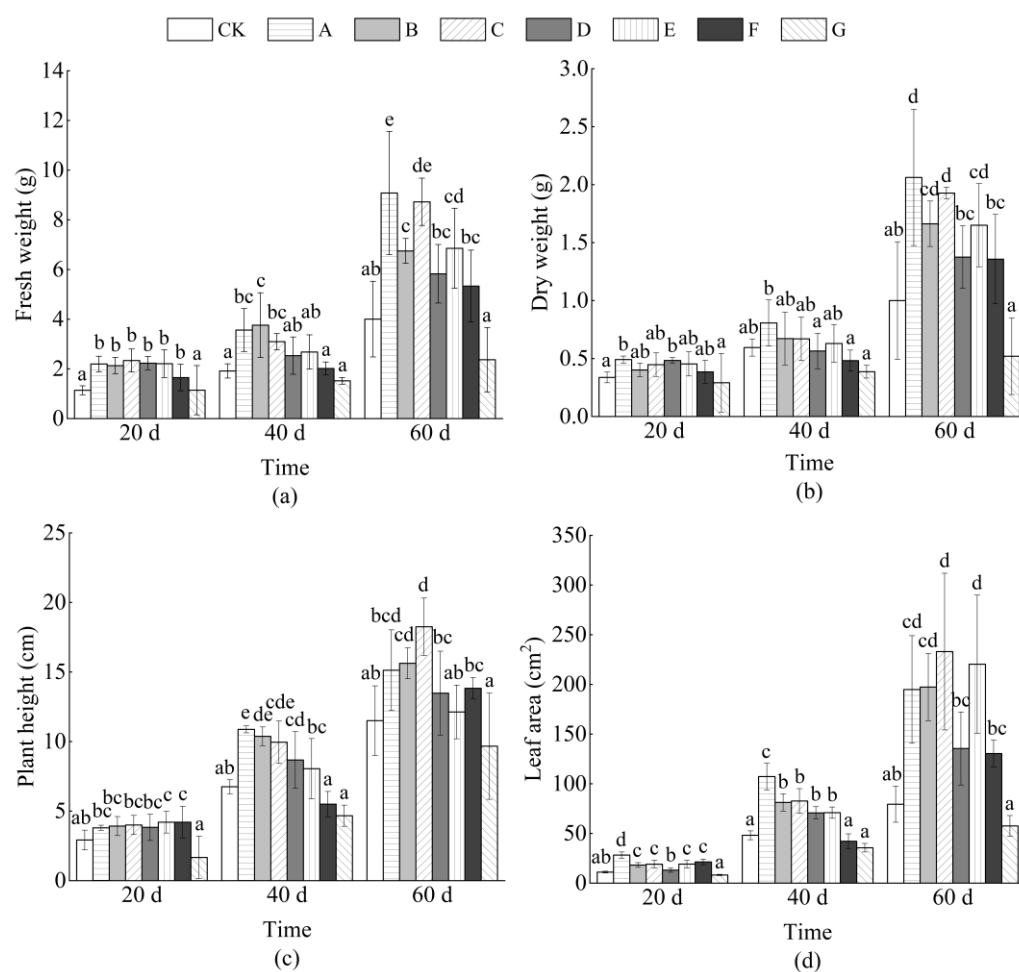 CK A B C D E F G
Fresh weight (g)
14
12
10
8
6
4
2
0
a b b b b b b a
a bc c bc ab ab a a
ab e c de bc cd bc a
20 d 40 d 60 d
Time
(a)
Dry weight (g)
3.0
2.5
2.0
1.5
1.0
0.5
0.0
a b ab ab b ab ab a
ab b ab ab a ab a a
ab d cd d bc cd bc a
20 d 40 d 60 d
Time
(b)
Plant height (cm)
25
20
15
10
5
0
ab bc bc bc bc c c a
ab e de cde cd bc a a
ab bcd cd d bc ab bc a
20 d 40 d 60 d
Time
(c)
Leaf area (cm²)
350
300
250
200
150
100
50
0
ab d c c b c c a
a c b b b b a a
ab cd cd d bc d bc a
20 d 40 d 60 d
Time
(d)